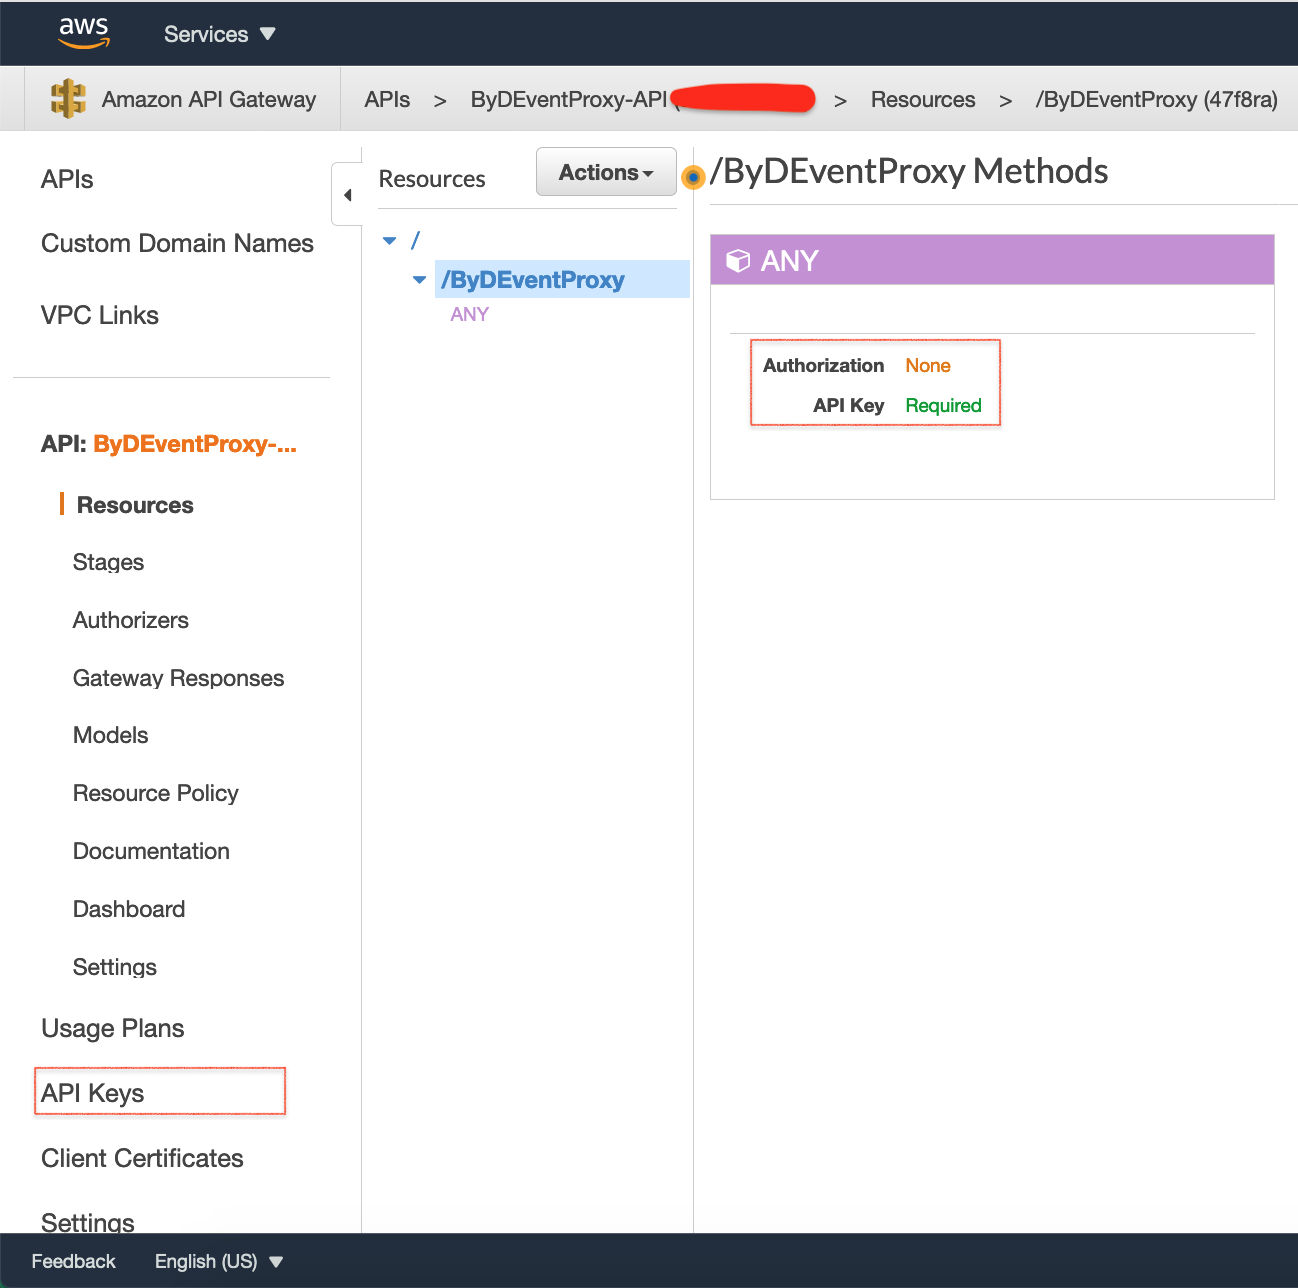 aws Services
Amazon API Gateway APIs > ByDEventProxy-API ( > Resources > /ByDEventProxy (47f8ra)
APIs
Custom Domain Names
VPC Links
API: ByDEventProxy-...
Resources
Stages
Authorizers
Gateway Responses
Models
Resource Policy
Documentation
Dashboard
Settings
Usage Plans
API Keys
Client Certificates
Settings
Resources Actions
/
/ByDEventProxy
ANY
/ByDEventProxy Methods
ANY
Authorization None
API Key Required
Feedback English (US)